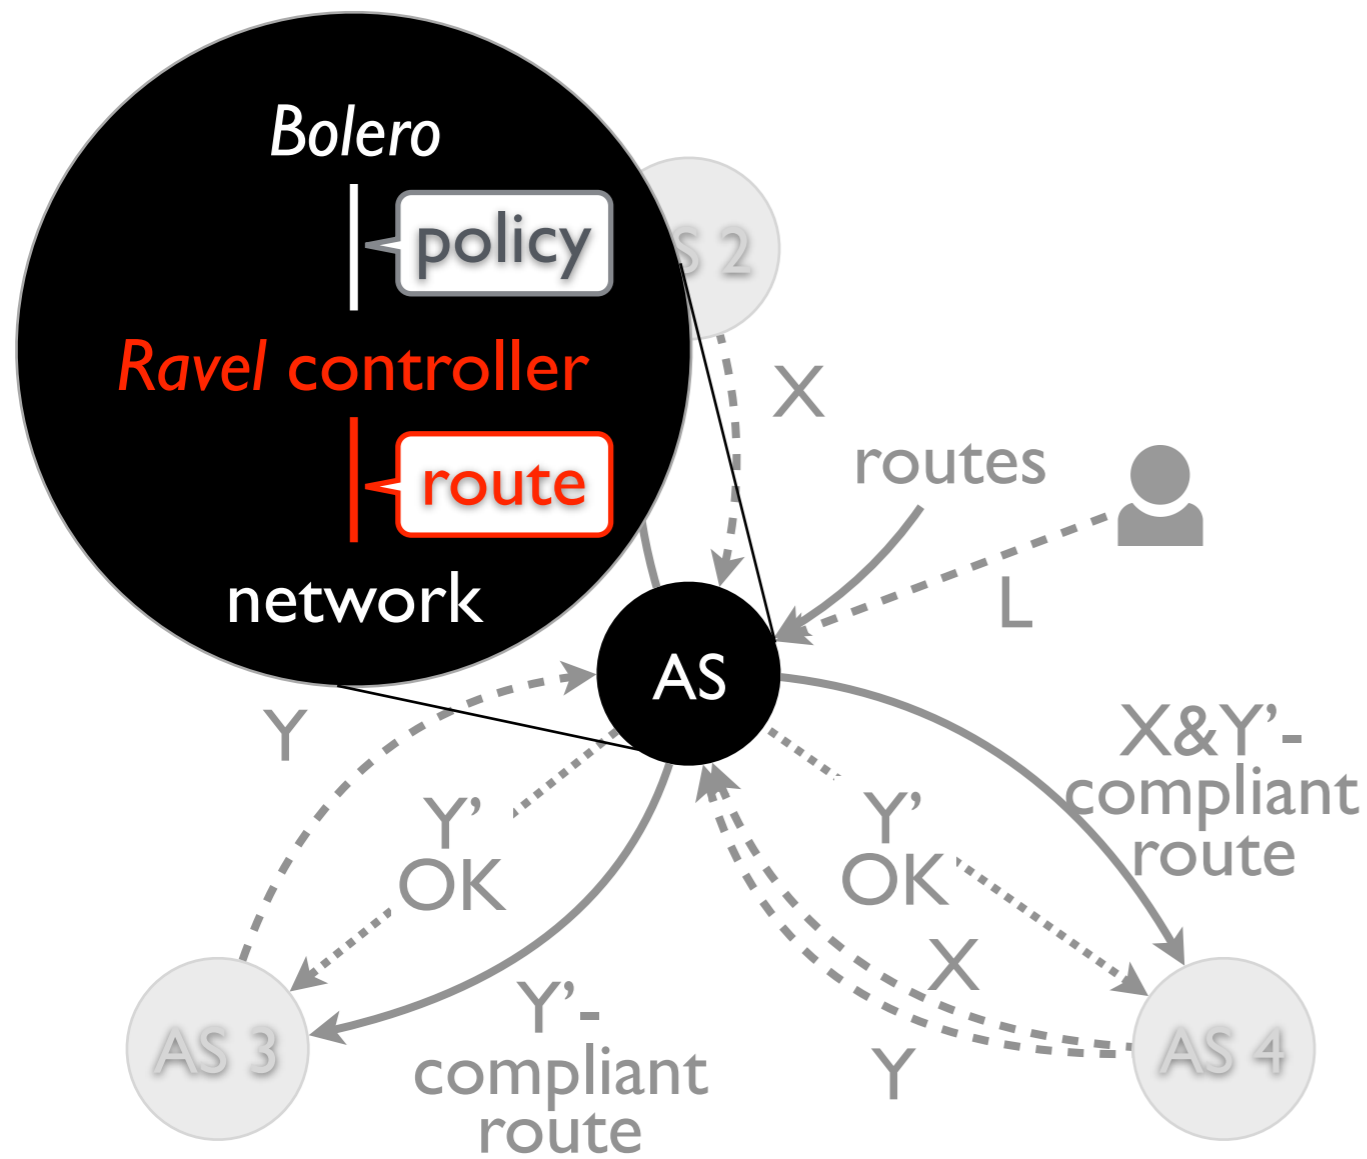 Bolero
policy
S 2
Ravel controller
X
route
routes
network
L
AS
Y
X&Y’-
compliant
route
Y’
OK
Y’
OK
X
Y’-
compliant
route
AS 3
Y
AS 4